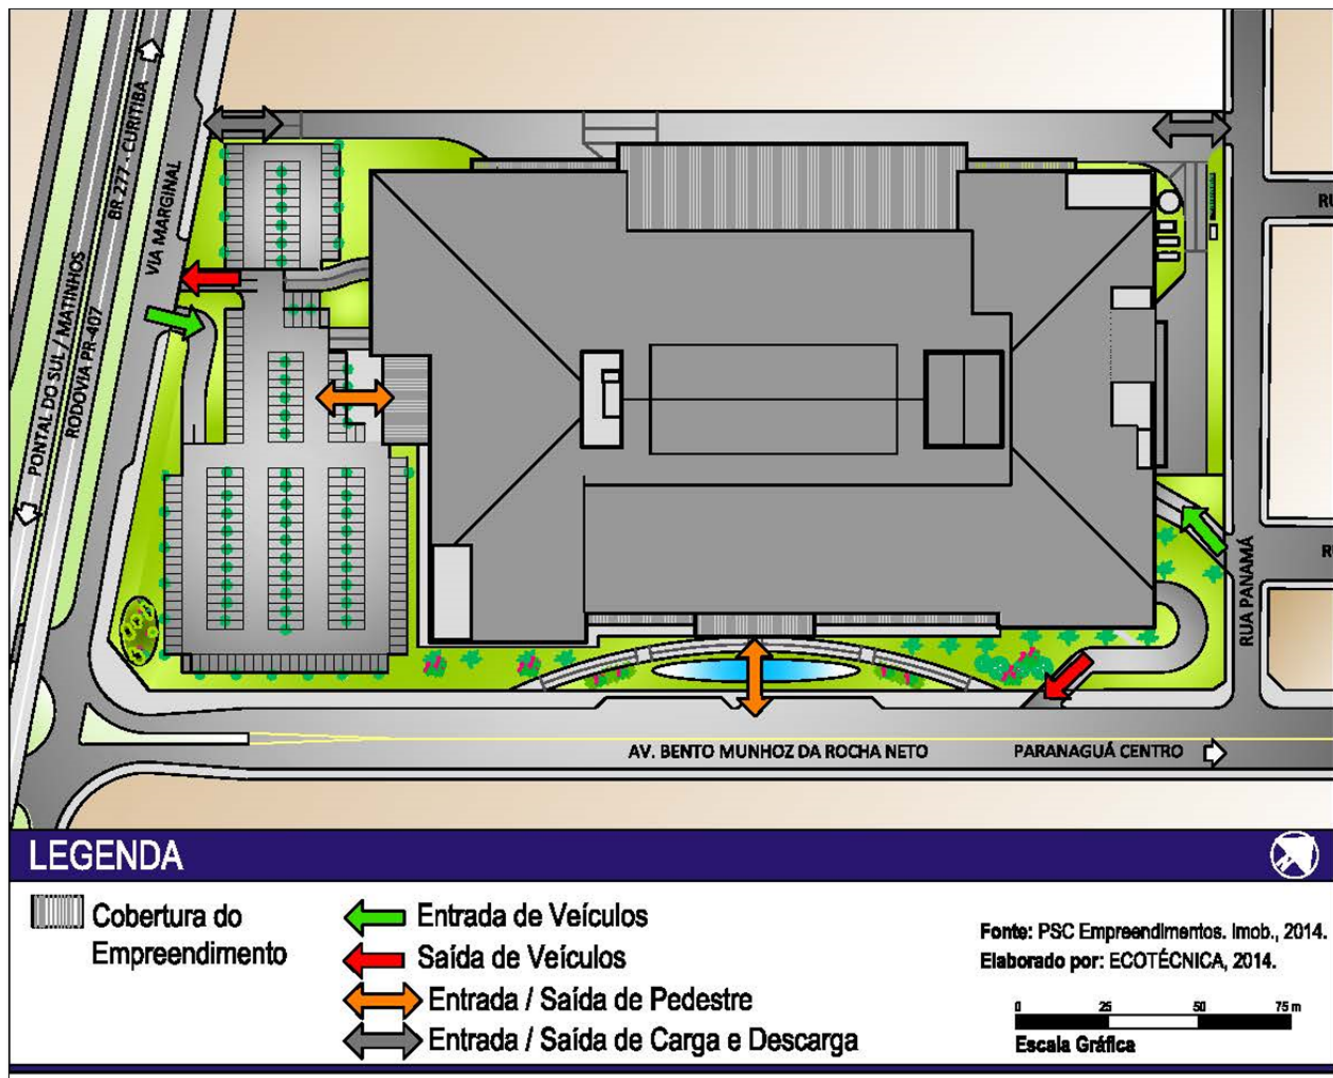 BR 277 - CURITIBA
VIA MARGINAL
PONTAL DO SUL / MATINHOS
RODOVIA PR-407
RU
R
RUA PANAMÁ
AV. BENTO MUNHOZ DA ROCHA NETO
PARANAGUÁ CENTRO
LEGENDA
Cobertura do
Empreendimento
Entrada de Veículos
Saída de Veículos
Entrada / Saída de Pedestre
Entrada / Saída de Carga e Descarga
Fonte: PSC Empreendimentos. Imob., 2014.
Elaborado por: ECOTÉCNICA, 2014.
0 25 50 75 m
Escala Gráfica